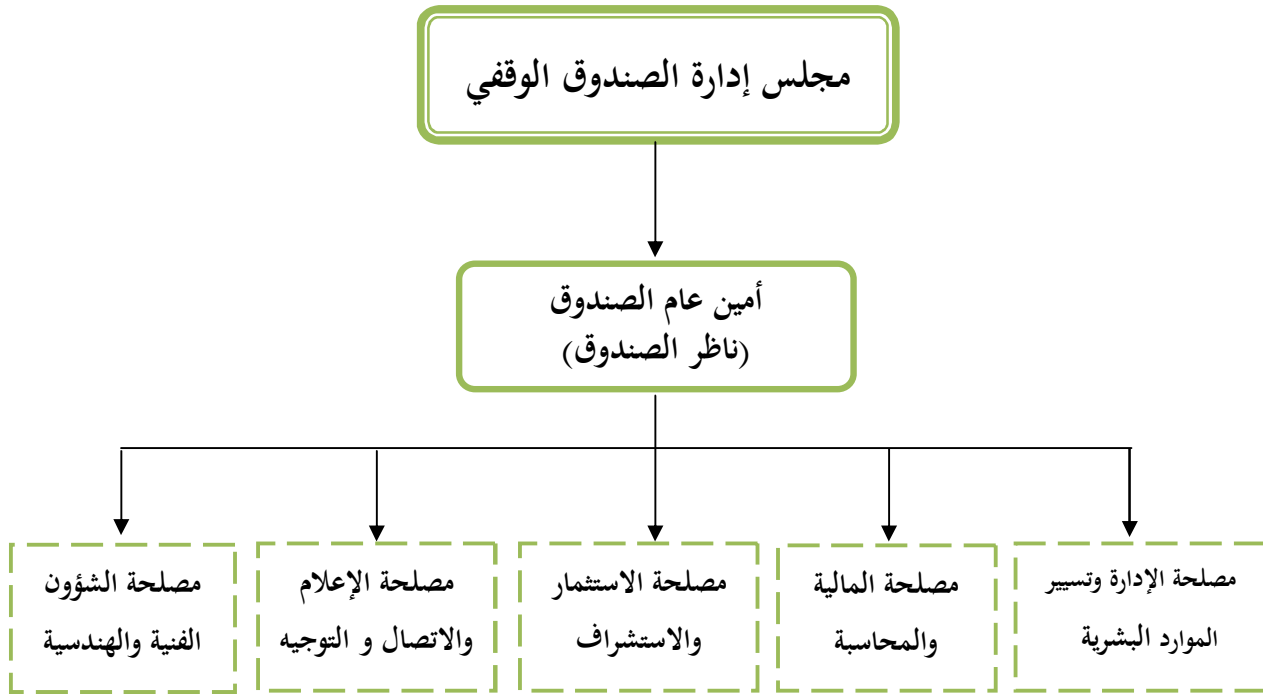 مجلس إدارة الصندوق الوقفي
أمين عام الصندوق
(ناظر الصندوق)
مصلحة الإدارة وتسيير
الموارد البشرية
مصلحة المالية
والمحاسبة
مصلحة الاستثمار
والاستشراف
مصلحة الإعلام
والاتصال و التوجيه
مصلحة الشؤون
الفنية والهندسية